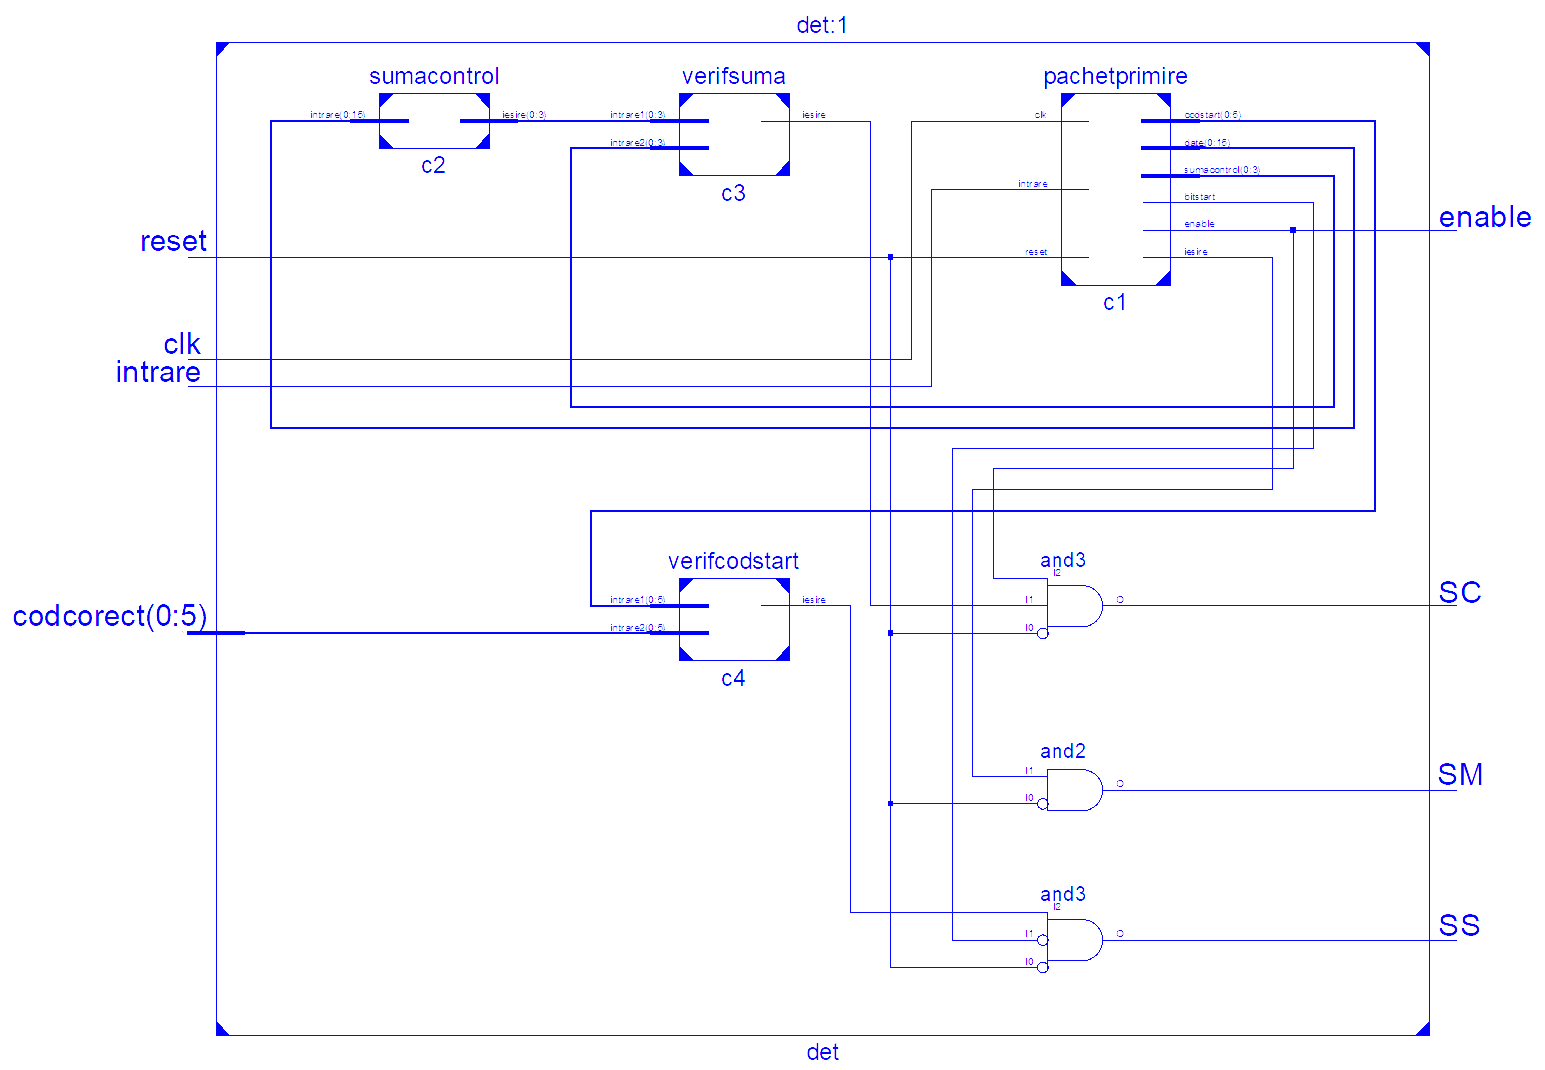 det:1
sumacontrol
verifsuma
pachetprimire
intrare(0:15)
iesire(0:3)
intrare1(0:3)
iesire
clk
codstart(0:5)
intrare2(0:3)
date(0:15)
sumacontrol(0:3)
c2
intrare
c3
bitstart
enable
enable
reset
reset
iesire
c1
clk
intrare
verifcodstart
and3
I2
intrare1(0:5)
iesire
I1
O
SC
codcorect(0:5)
intrare2(0:5)
I0
c4
and2
I1
O
SM
I0
and3
I2
I1
O
SS
I0
det